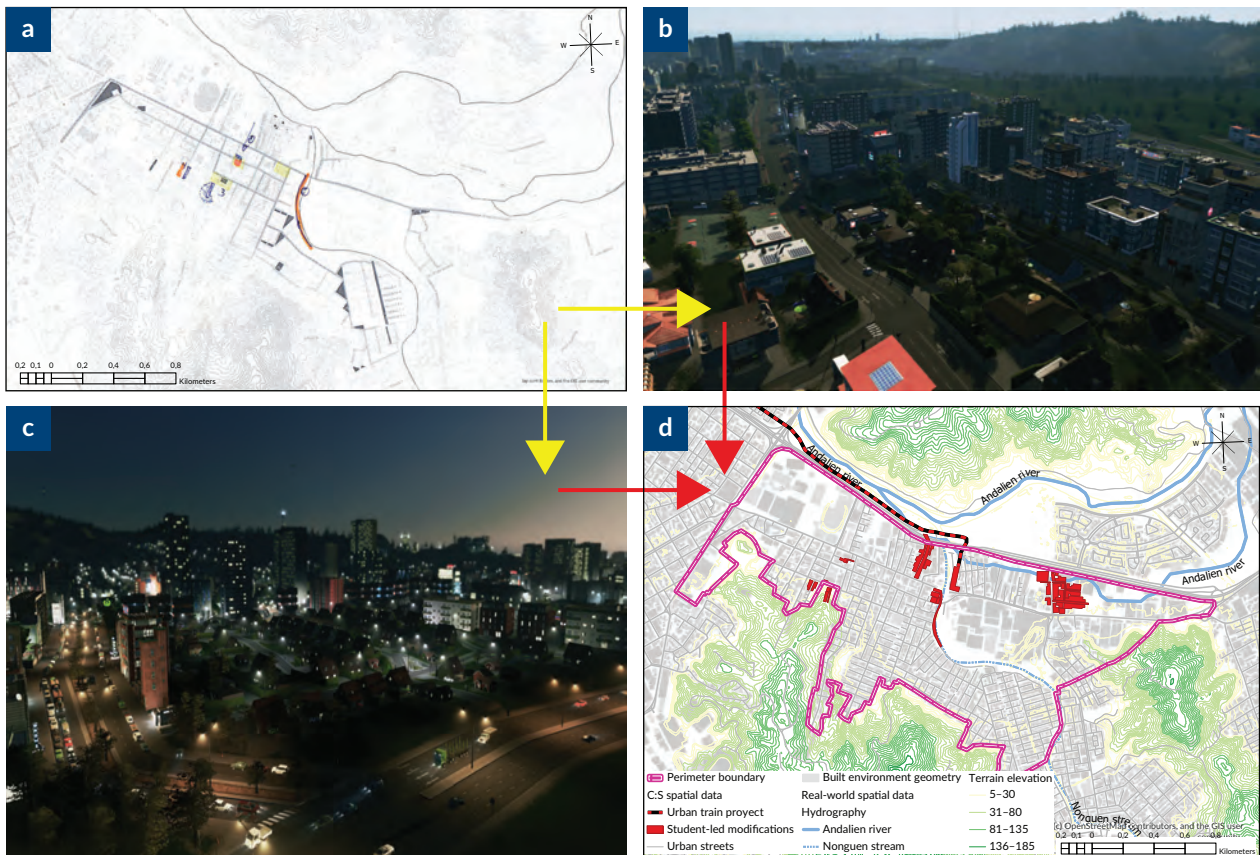 a
N
W
E
S
0,2 0,1 0 0,2 0,4 0,6 0,8
Kilometers
b
c
d
N
W
E
S
Andalien river
Andalien river
Andalien river
Nonguen stream
Perimeter boundary
C:S spatial data
Urban train proyect
Student-led modifications
Urban streets
Built environment geometry
Real-world spatial data
Hydrography
Andalien river
Nonguen stream
Terrain elevation
5–30
31–80
81–135
136–185
(c) OpenStreetMap contributors, and the GIS user
0,2 0,1 0 0,2 0,4 0,6 0,8
Kilometers